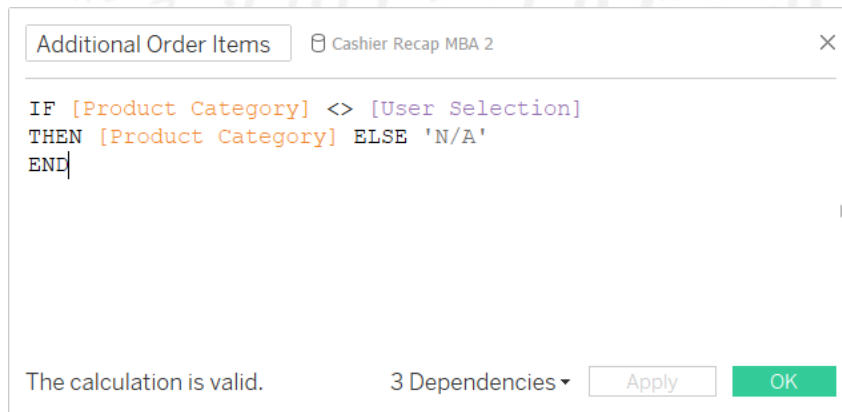 Additional Order Items Cashier Recap MBA 2
IF [Product Category] <> [User Selection]
THEN [Product Category] ELSE 'N/A'
END
The calculation is valid. 3 Dependencies Apply OK